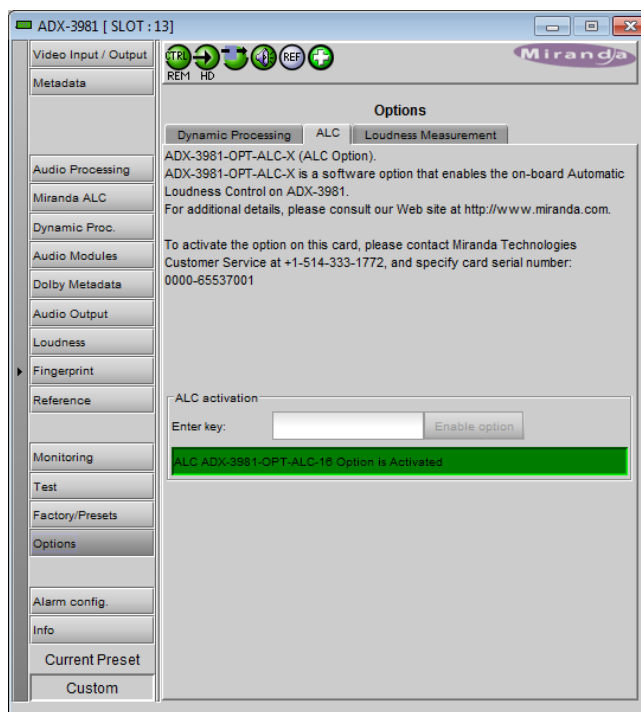 ADX-3981 [ SLOT : 13]
Video Input / Output
Metadata
Audio Processing
Miranda ALC
Dynamic Proc.
Audio Modules
Dolby Metadata
Audio Output
Loudness
Fingerprint
Reference
Monitoring
Test
Factory/Presets
Options
Alarm config.
Info
Current Preset
Custom
CTRL
REF
REM
HD
Miranda
Options
Dynamic Processing
ALC
Loudness Measurement
ADX-3981-OPT-ALC-X (ALC Option).
ADX-3981-OPT-ALC-X is a software option that enables the on-board Automatic
Loudness Control on ADX-3981.
For additional details, please consult our Web site at http://www.miranda.com.
To activate the option on this card, please contact Miranda Technologies
Customer Service at +1-514-333-1772, and specify card serial number:
0000-65537001
ALC activation
Enter key:
Enable option
ALC ADX-3981-OPT-ALC-16 Option is Activated